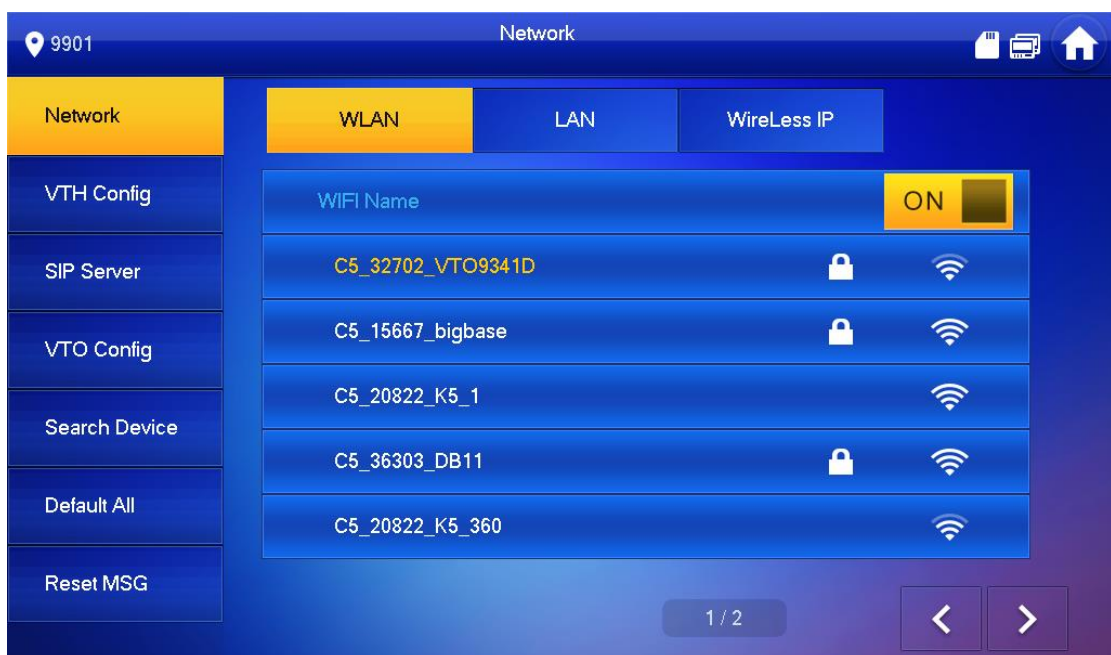 9901
Network
Network
VTH Config
SIP Server
VTO Config
Search Device
Default All
Reset MSG
WLAN
LAN
WireLess IP
WIFI Name
ON
C5_32702_VTO9341D
C5_15667_bigbase
C5_20822_K5_1
C5_36303_DB11
C5_20822_K5_360
1 / 2